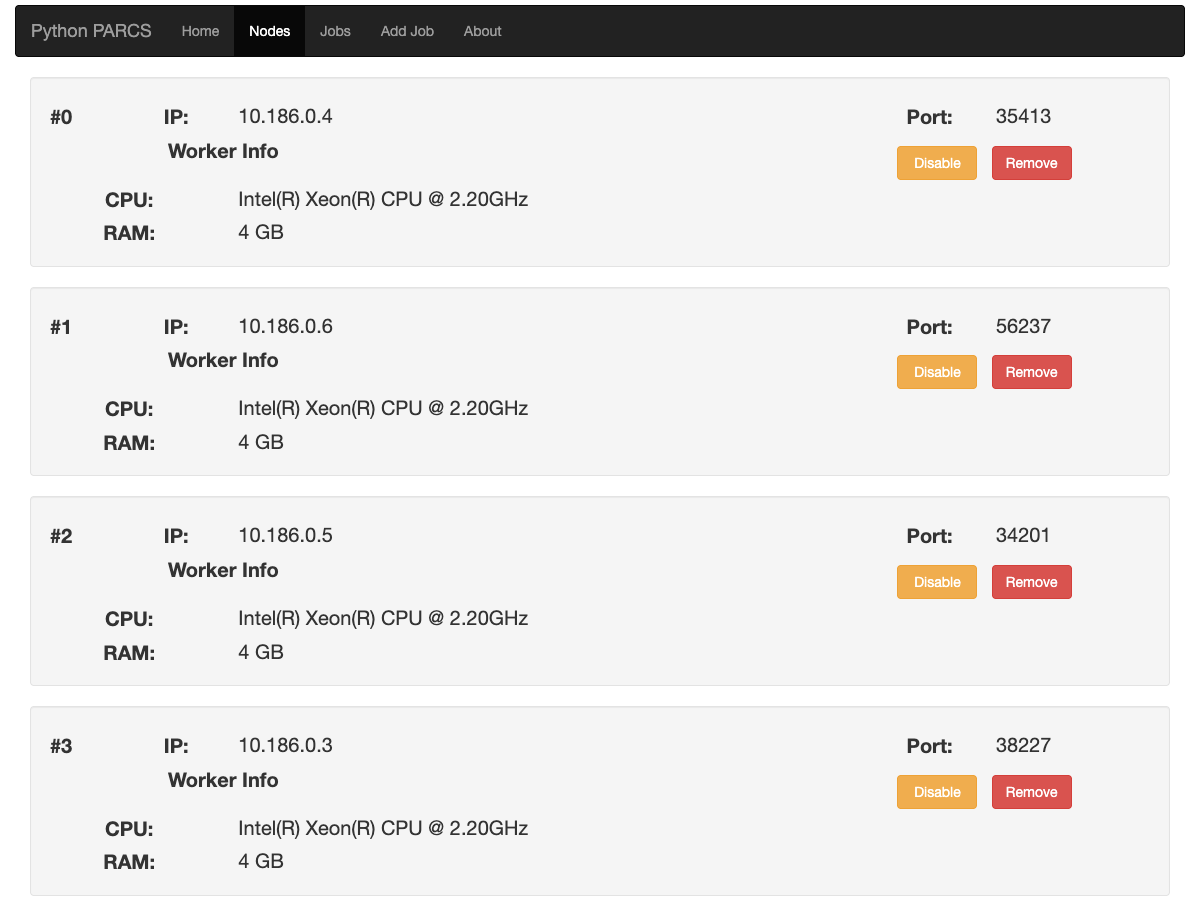 Python PARCS Home Nodes Jobs Add Job About
#0 IP: 10.186.0.4 Port: 35413
Worker Info Disable Remove
CPU: Intel(R) Xeon(R) CPU @ 2.20GHz
RAM: 4 GB
#1 IP: 10.186.0.6 Port: 56237
Worker Info Disable Remove
CPU: Intel(R) Xeon(R) CPU @ 2.20GHz
RAM: 4 GB
#2 IP: 10.186.0.5 Port: 34201
Worker Info Disable Remove
CPU: Intel(R) Xeon(R) CPU @ 2.20GHz
RAM: 4 GB
#3 IP: 10.186.0.3 Port: 38227
Worker Info Disable Remove
CPU: Intel(R) Xeon(R) CPU @ 2.20GHz
RAM: 4 GB